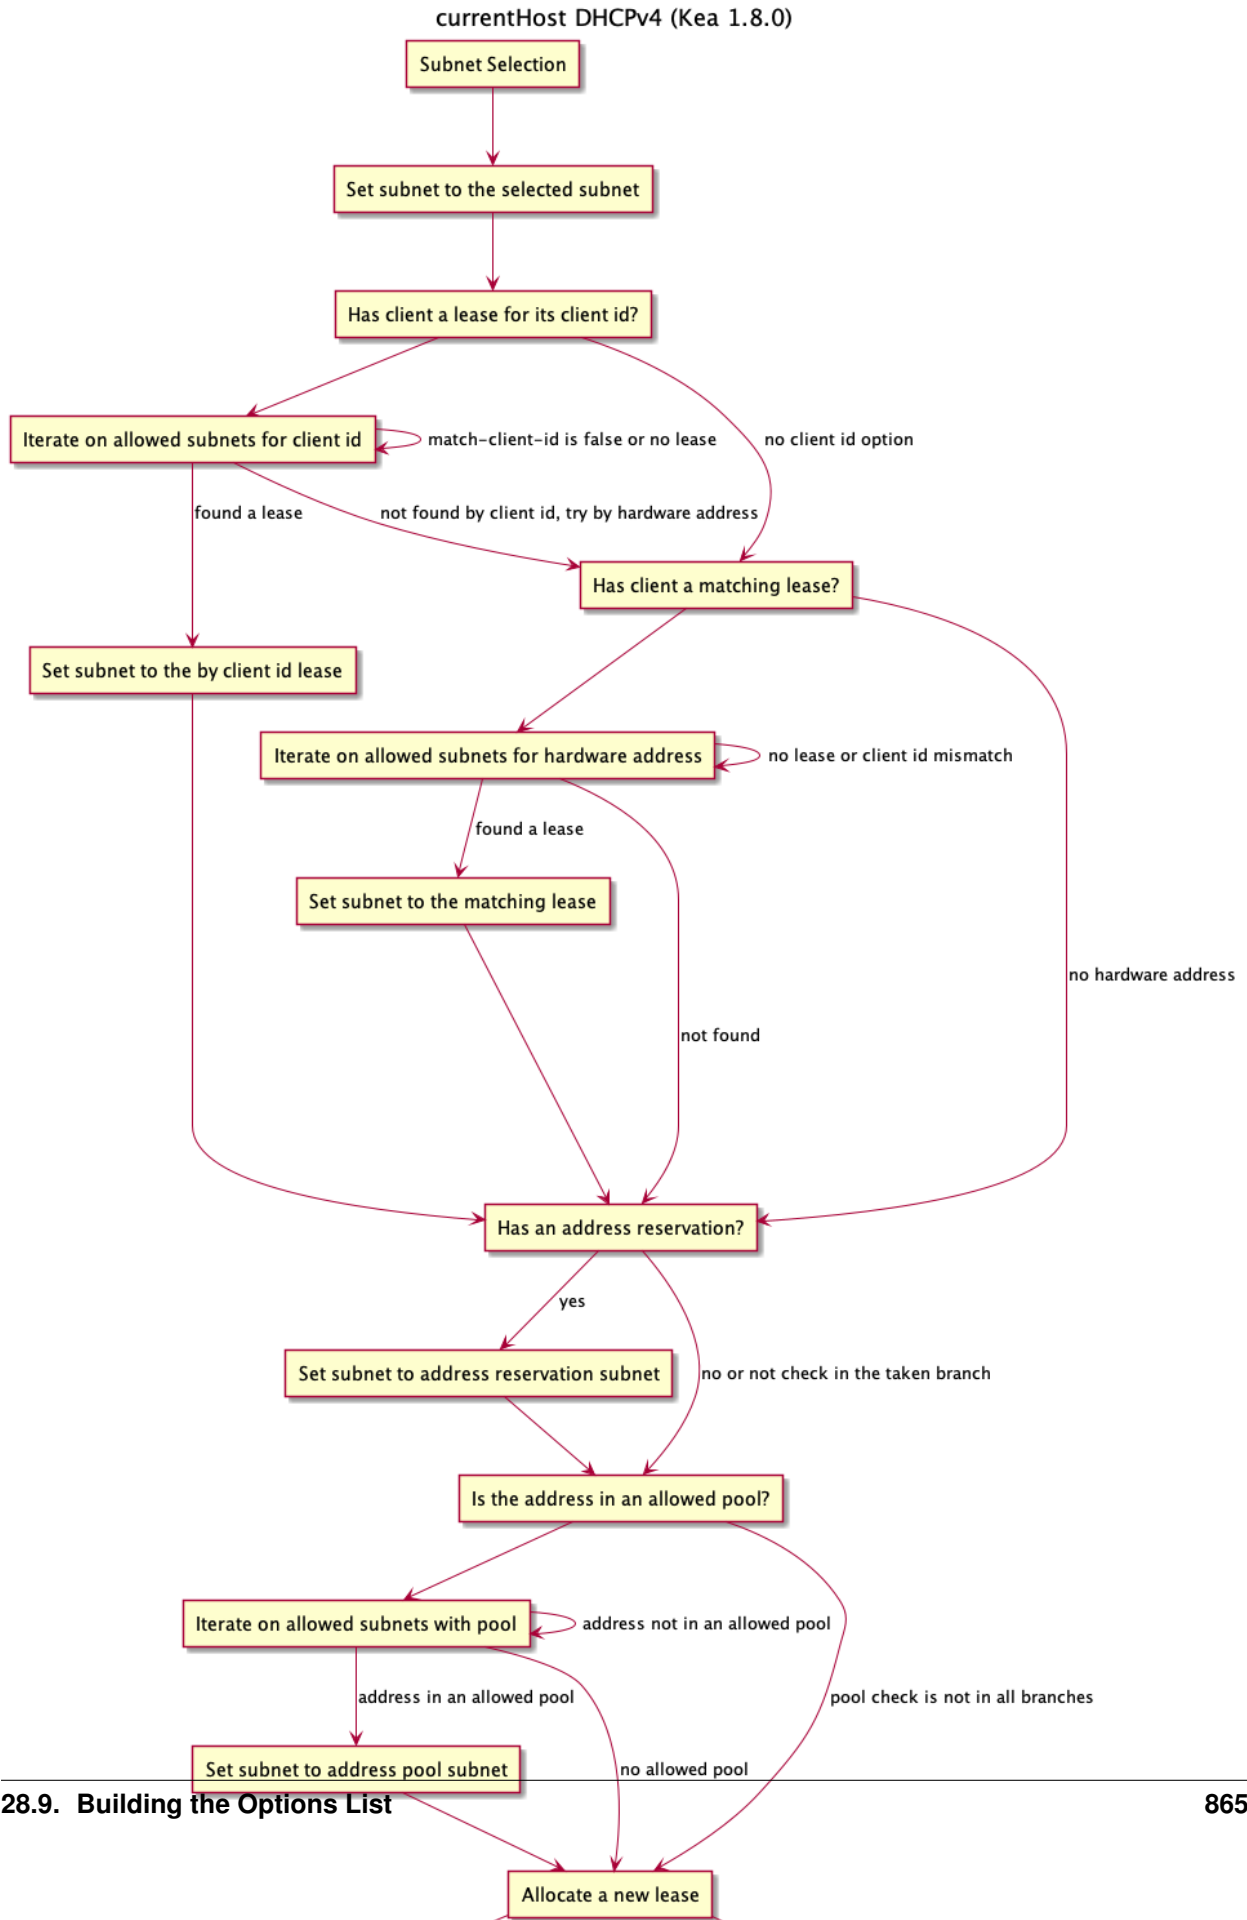 currentHost DHCPv4 (Kea 1.8.0)
Subnet Selection
Set subnet to the selected subnet
Has client a lease for its client id?
Iterate on allowed subnets for client id
match-client-id is false or no lease
no client id option
found a lease
not found by client id, try by hardware address
Has client a matching lease?
Set subnet to the by client id lease
Iterate on allowed subnets for hardware address
no lease or client id mismatch
found a lease
Set subnet to the matching lease
no hardware address
not found
Has an address reservation?
yes
Set subnet to address reservation subnet
no or not check in the taken branch
Is the address in an allowed pool?
Iterate on allowed subnets with pool
address not in an allowed pool
address in an allowed pool
pool check is not in all branches
Set subnet to address pool subnet
no allowed pool
28.9. Building the Options List
865
Allocate a new lease